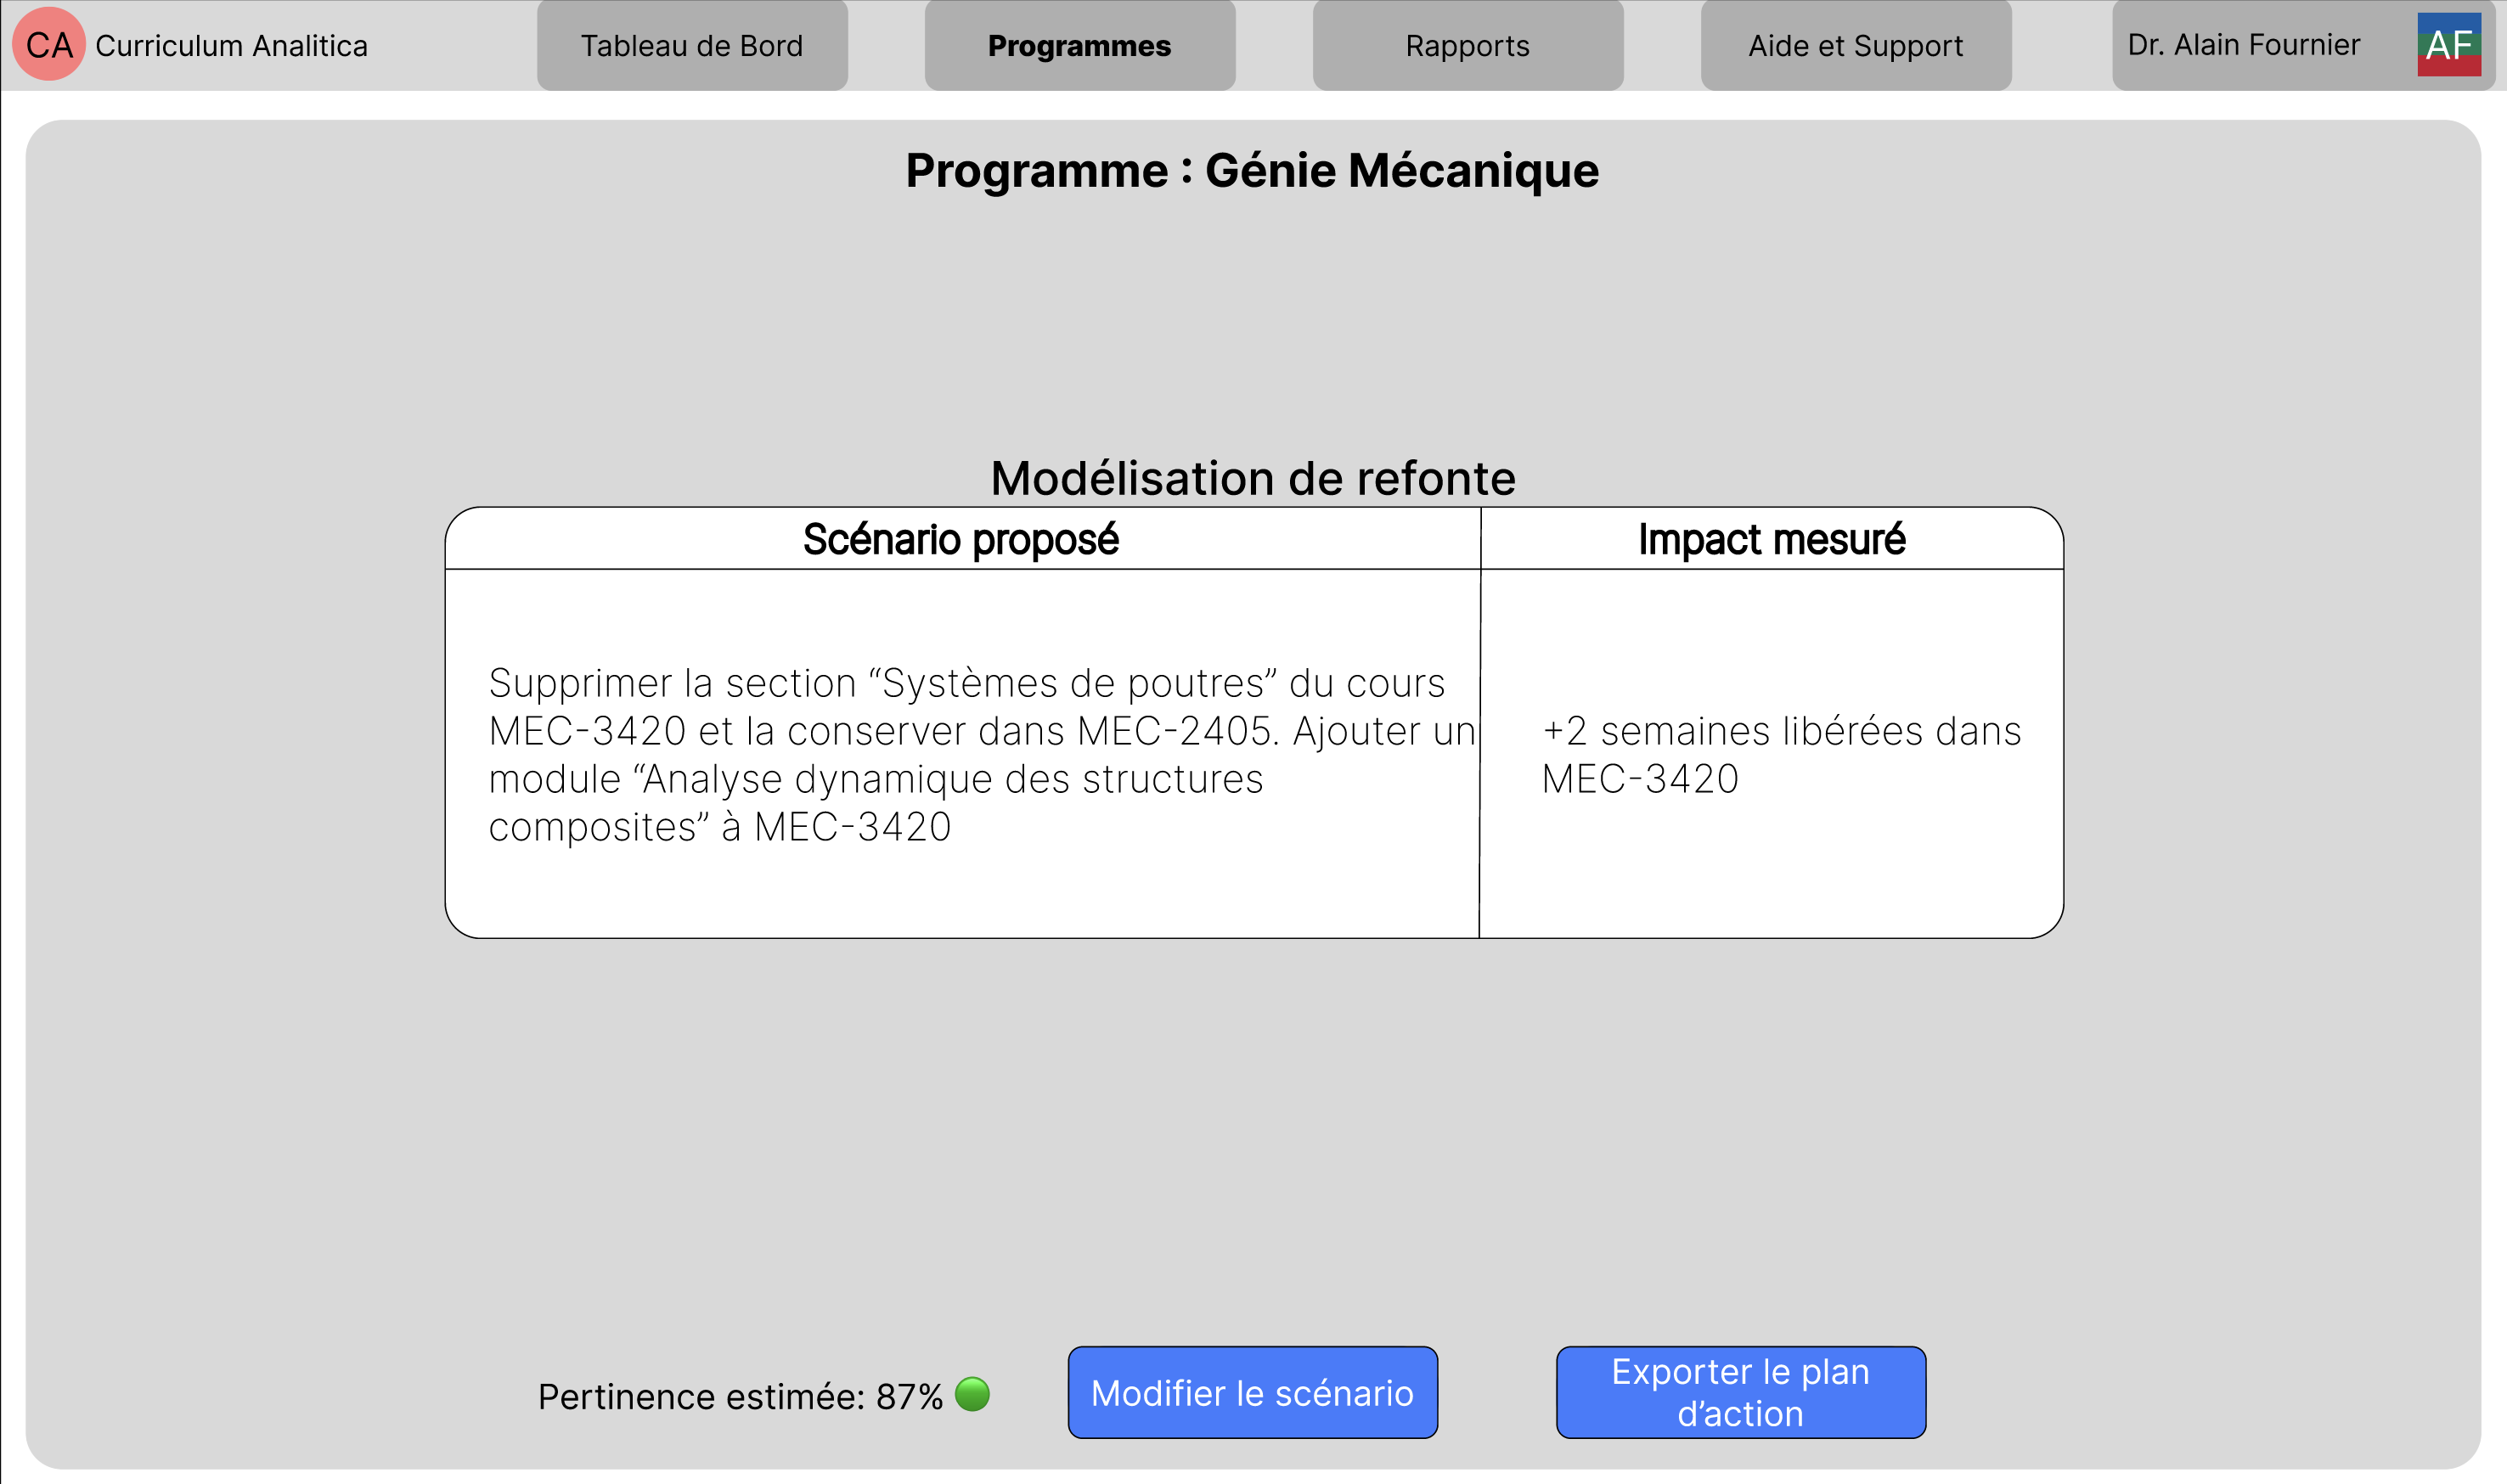 CA Curriculum Analitica
Tableau de Bord
Programmes
Rapports
Aide et Support
Dr. Alain Fournier
AF
Programme : Génie Mécanique
Modélisation de refonte
Scénario proposé
Impact mesuré
Supprimer la section “Systèmes de poutres” du cours
MEC-3420 et la conserver dans MEC-2405. Ajouter un
module “Analyse dynamique des structures
composites” à MEC-3420
+2 semaines libérées dans
MEC-3420
Pertinence estimée: 87%
Modifier le scénario
Exporter le plan
d’action